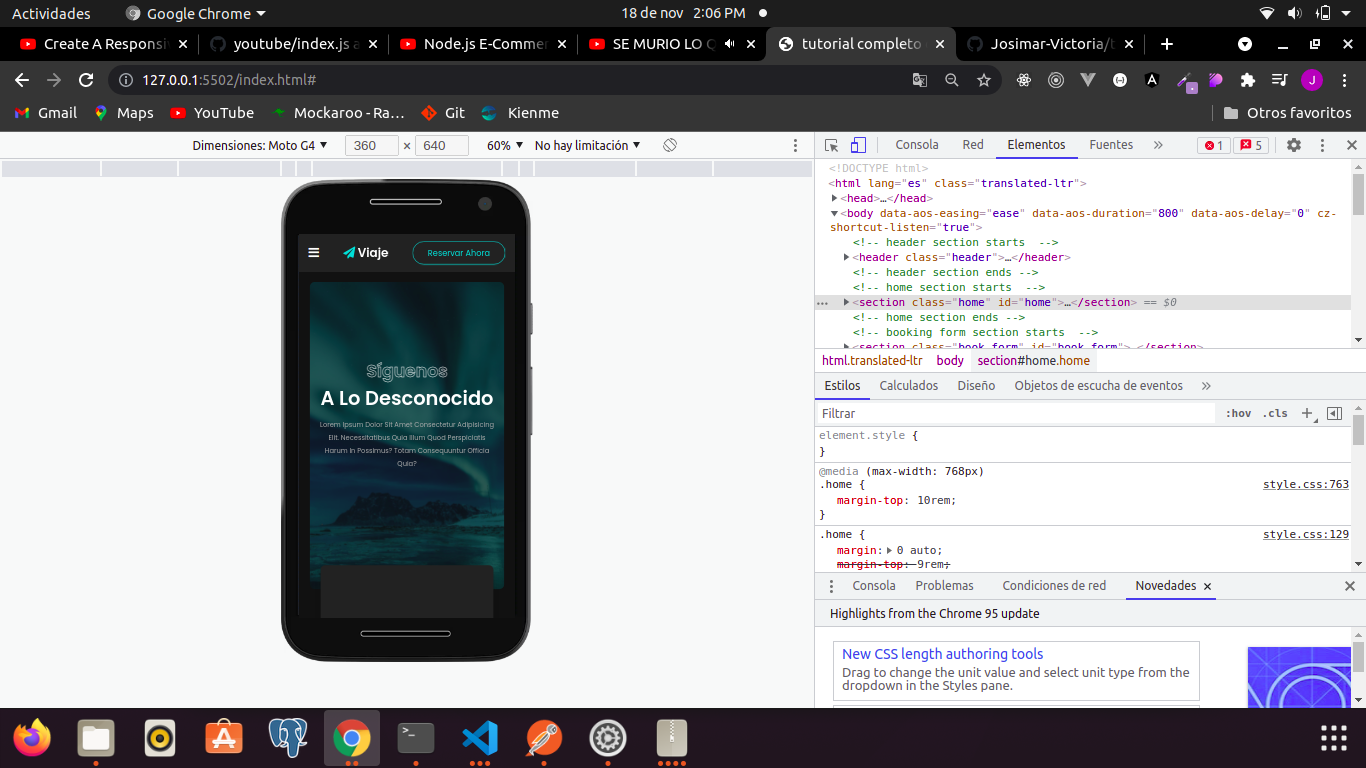 Actividades
Google Chrome
18 de nov 2:06 PM
Create A Responsi
youtube/index.js a
Node.js E-Commer
SE MURIO LO Q
tutorial completo
Josimar-Victoria/t
127.0.0.1:5502/index.html#
J
Gmail
Maps
YouTube
Mockaroo - Ra...
Git
Kienme
Otros favoritos
Dimensiones: Moto G4
360 × 640
60%
No hay limitación
Consola
Red
Elementos
Fuentes
»
1
5
<!DOCTYPE html>
<html lang="es" class="translated-ltr">
<head>…</head>
<body data-aos-easing="ease" data-aos-duration="800" data-aos-delay="0" cz-
shortcut-listen="true">
<!-- header section starts -->
<header class="header">…</header>
<!-- header section ends -->
<!-- home section starts -->
<section class="home" id="home">…</section> == $0
<!-- home section ends -->
<!-- booking form section starts -->
<section class="book-form" id="book-form">…</section>
html.translated-ltr
body
section#home.home
Estilos
Calculados
Diseño
Objetos de escucha de eventos
»
Filtrar
:hov
.cls
element.style {
}
@media (max-width: 768px)
.home {
style.css:763
margin-top: 10rem;
}
.home {
style.css:129
margin: 0 auto;
margin-top: 9rem;
Consola
Problemas
Condiciones de red
Novedades
Highlights from the Chrome 95 update
New CSS length authoring tools
Drag to change the unit value and select unit type from the
dropdown in the Styles pane.
Viaje
Reservar Ahora
Síguenos
A Lo Desconocido
Lorem Ipsum Dolor Sit Amet Consectetur Adipisicing
Elit. Necessitatibus Quia Illum Quod Perspiciatis
Harum In Possimus? Totam Consequuntur Officia
Quia?